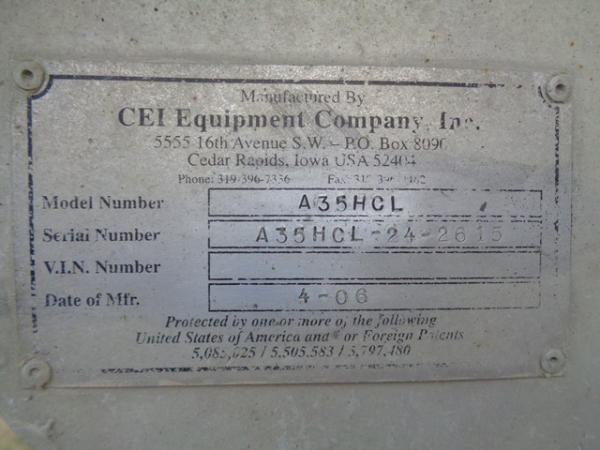 Manufactured By
CEI Equipment Company, Inc.
5555 16th Avenue S.W. - P.O. Box 8090
Cedar Rapids, Iowa USA 52404
Phone: 319-396-7336 Fax:
Model Number A35HCL
Serial Number A35HCL-24-2615
V.I.N. Number
Date of Mfr. 4-06
Protected by one or more of the following
United States of America and or Foreign Patents
/ 5,505,583 / 5,797,480